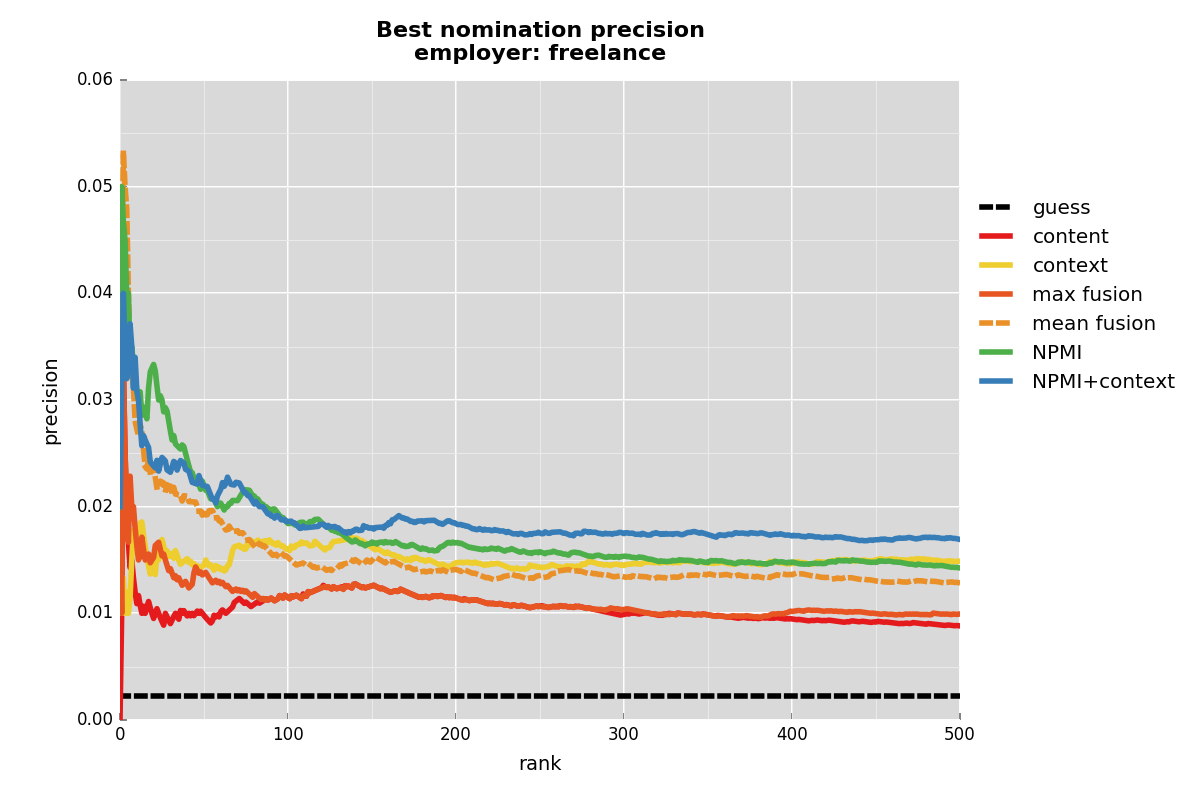 Best nomination precision
employer: freelance
0.06
0.05
0.04
0.03
0.02
0.01
0.00
precision
0 100 200 300 400 500
rank
guess
content
context
max fusion
mean fusion
NPMI
NPMI+context